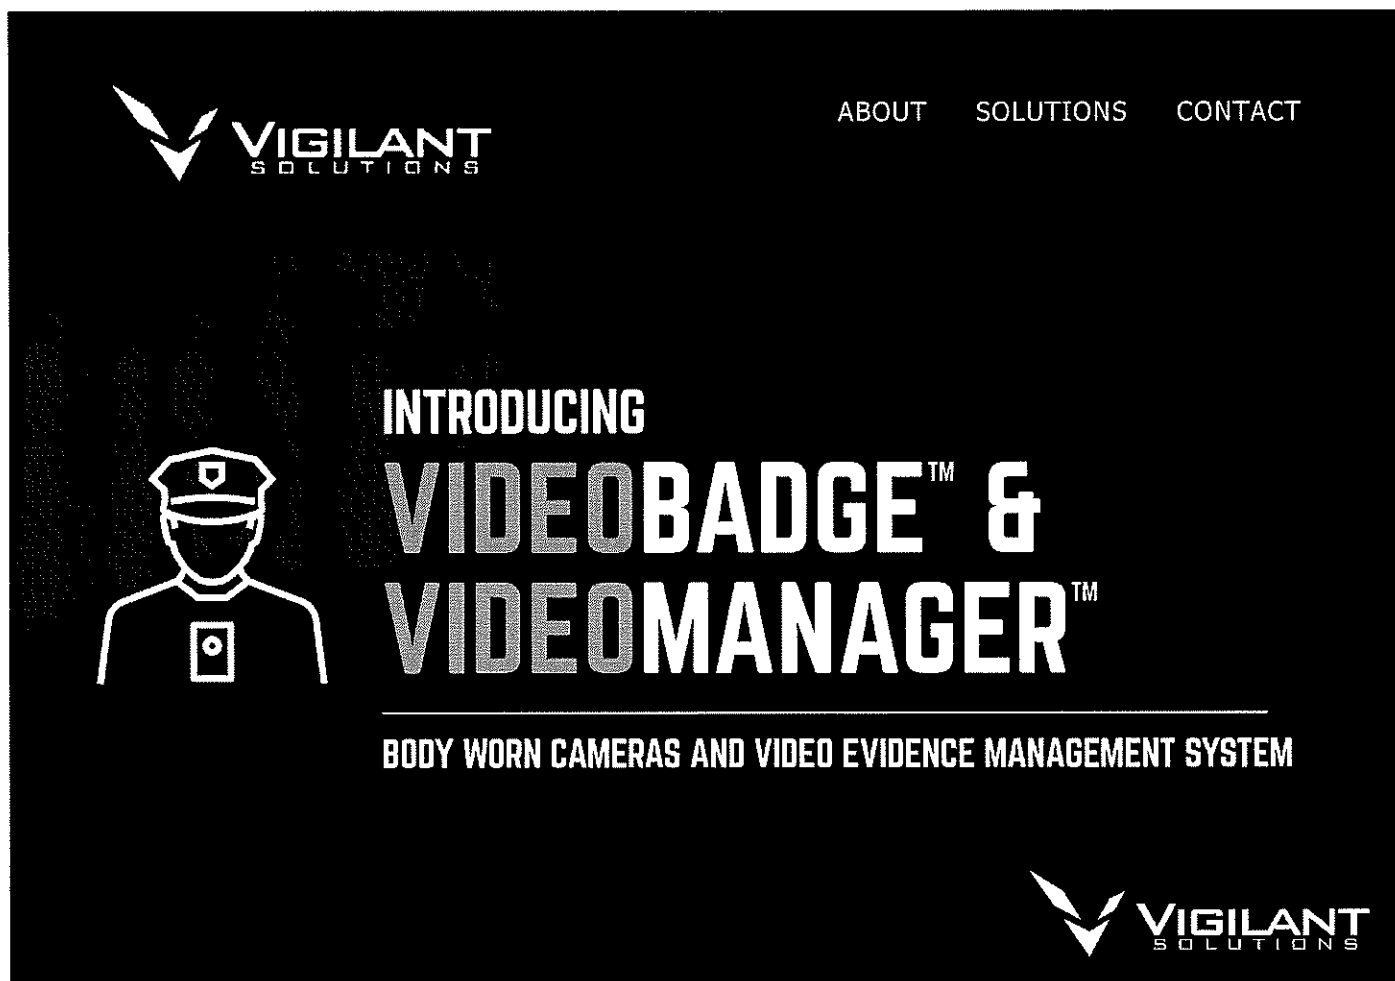 VIGILANT
SOLUTIONS
ABOUT SOLUTIONS CONTACT
INTRODUCING
VIDEOBADGE™ &
VIDEOMANAGER™
BODY WORN CAMERAS AND VIDEO EVIDENCE MANAGEMENT SYSTEM
VIGILANT
SOLUTIONS